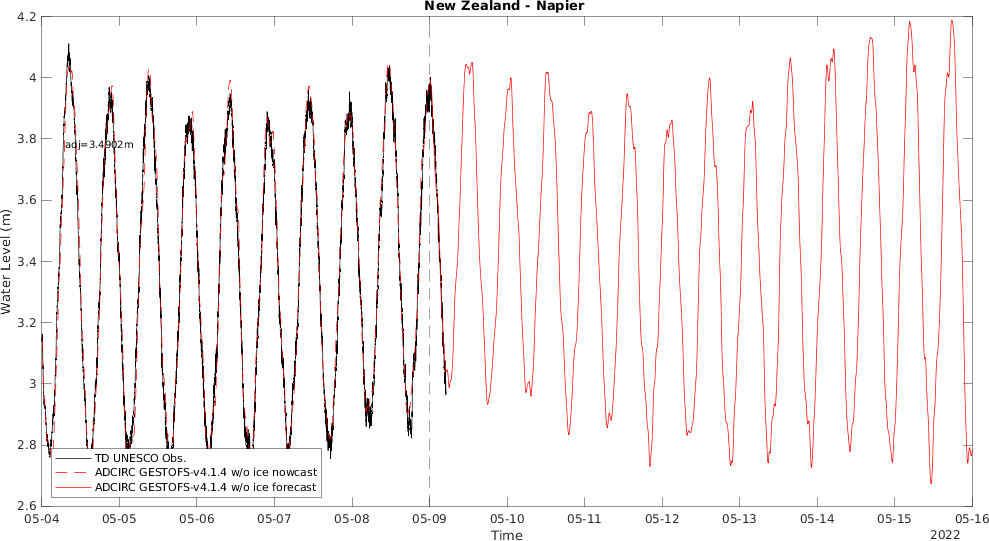 New Zealand - Napier
4.2
4
3.8
3.6
3.4
3.2
3
2.8
2.6
Water Level (m)
adj=3.4902m
TD UNESCO Obs.
ADCIRC GESTOFS-v4.1.4 w/o ice nowcast
ADCIRC GESTOFS-v4.1.4 w/o ice forecast
05-04 05-05 05-06 05-07 05-08 05-09 05-10 05-11 05-12 05-13 05-14 05-15 05-16
Time
2022